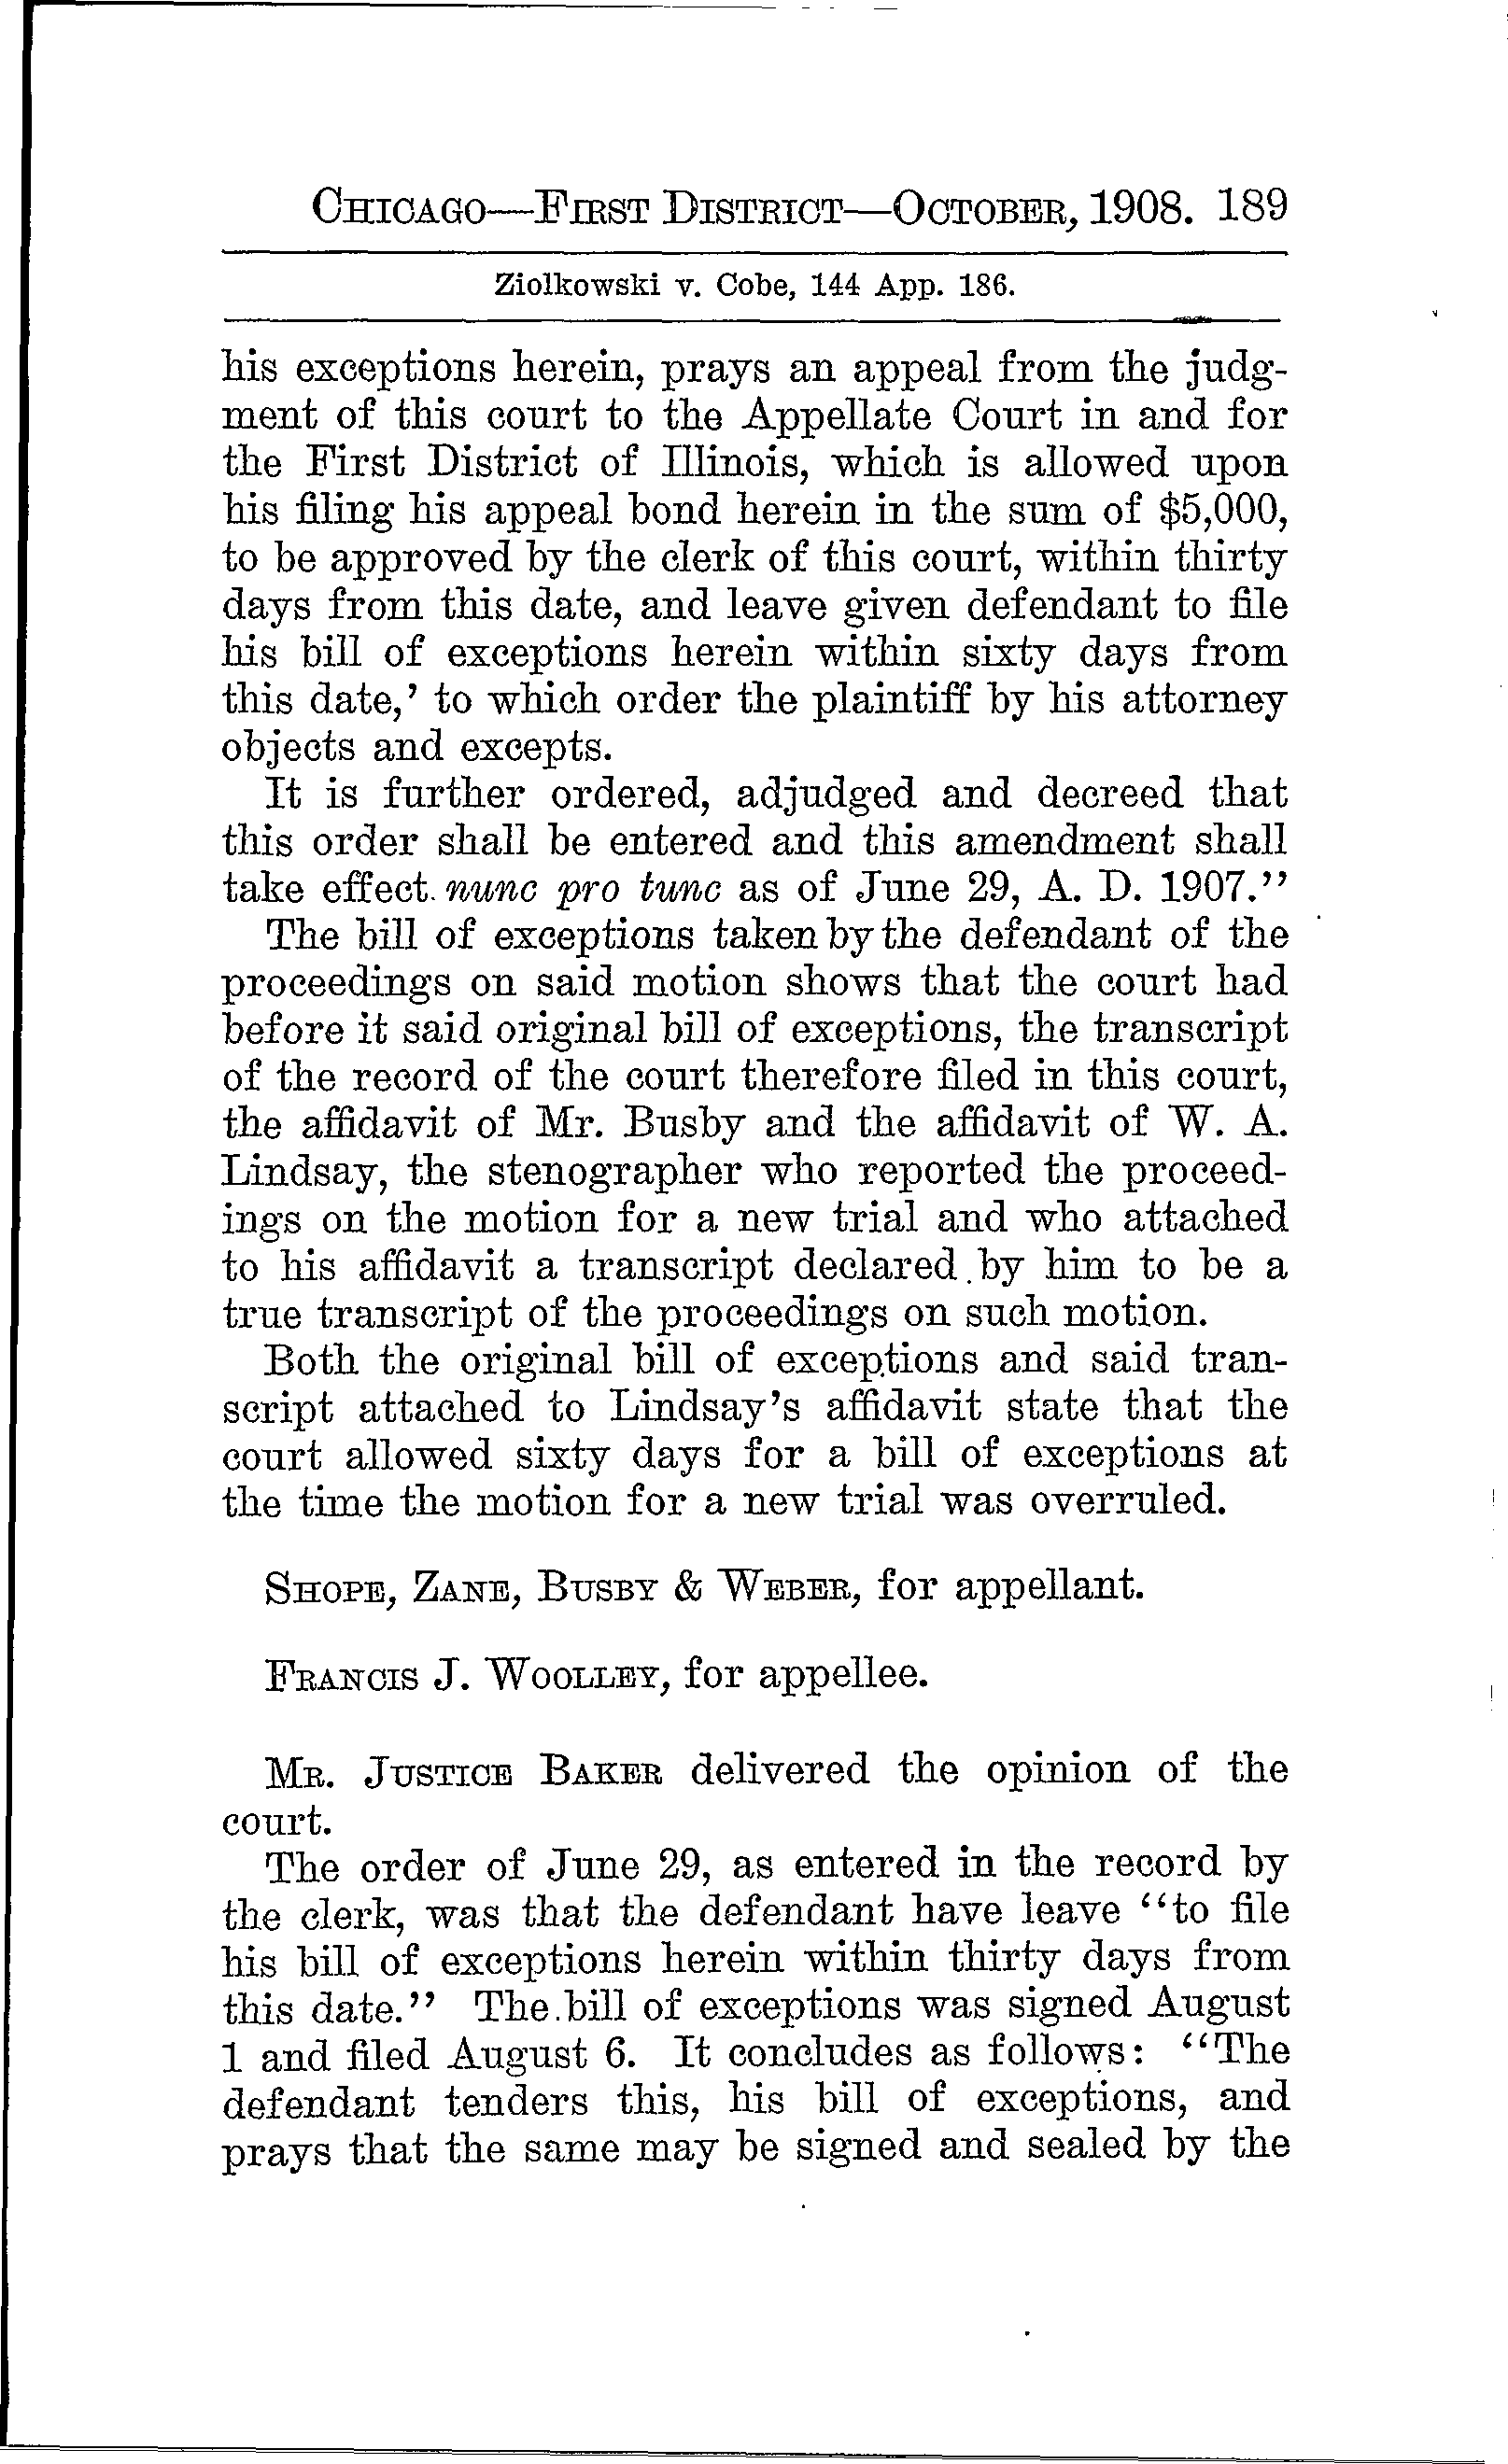 CHICAGO—FIRST DISTRICT—OCTOBER, 1908. 189
Ziolkowski v. Cobe, 144 App. 186.
his exceptions herein, prays an appeal from the judg-
ment of this court to the Appellate Court in and for
the First District of Illinois, which is allowed upon
his filing his appeal bond herein in the sum of $5,000,
to be approved by the clerk of this court, within thirty
days from this date, and leave given defendant to file
his bill of exceptions herein within sixty days from
this date,’ to which order the plaintiff by his attorney
objects and excepts.
It is further ordered, adjudged and decreed that
this order shall be entered and this amendment shall
take effect nunc pro tunc as of June 29, A. D. 1907.”
The bill of exceptions taken by the defendant of the
proceedings on said motion shows that the court had
before it said original bill of exceptions, the transcript
of the record of the court therefore filed in this court,
the affidavit of Mr. Busby and the affidavit of W. A.
Lindsay, the stenographer who reported the proceed-
ings on the motion for a new trial and who attached
to his affidavit a transcript declared by him to be a
true transcript of the proceedings on such motion.
Both the original bill of exceptions and said tran-
script attached to Lindsay’s affidavit state that the
court allowed sixty days for a bill of exceptions at
the time the motion for a new trial was overruled.
SHOPE, ZANE, BUSBY & WEBER, for appellant.
FRANCIS J. WOOLLEY, for appellee.
MR. JUSTICE BAKER delivered the opinion of the
court.
The order of June 29, as entered in the record by
the clerk, was that the defendant have leave “to file
his bill of exceptions herein within thirty days from
this date.” The bill of exceptions was signed August
1 and filed August 6. It concludes as follows: “The
defendant tenders this, his bill of exceptions, and
prays that the same may be signed and sealed by the